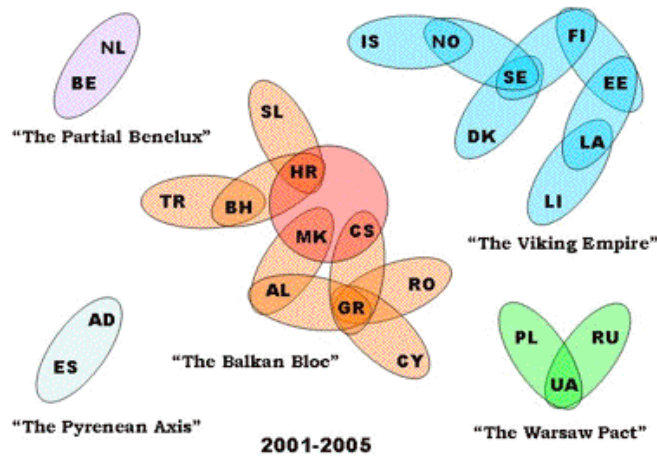 NL
BE
"The Partial Benelux"
IS
NO
FI
SE
EE
DK
LA
LI
"The Viking Empire"
SL
HR
TR
BH
MK
CS
AL
GR
RO
CY
"The Balkan Bloc"
AD
ES
"The Pyrenean Axis"
PL
RU
UA
"The Warsaw Pact"
2001-2005